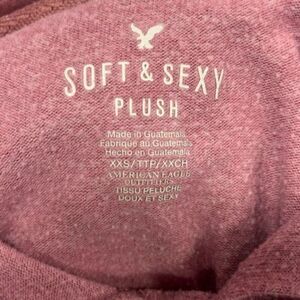 SOFT & SEXY
PLUSH
Made in Guatemala
Fabriqué au Guatemala
Hecho en Guatemala
XXS/TTP/XXCH
AMERICAN EAGLE
OUTFITTERS
TISSU PELUCHE
DOUX ET SEXY